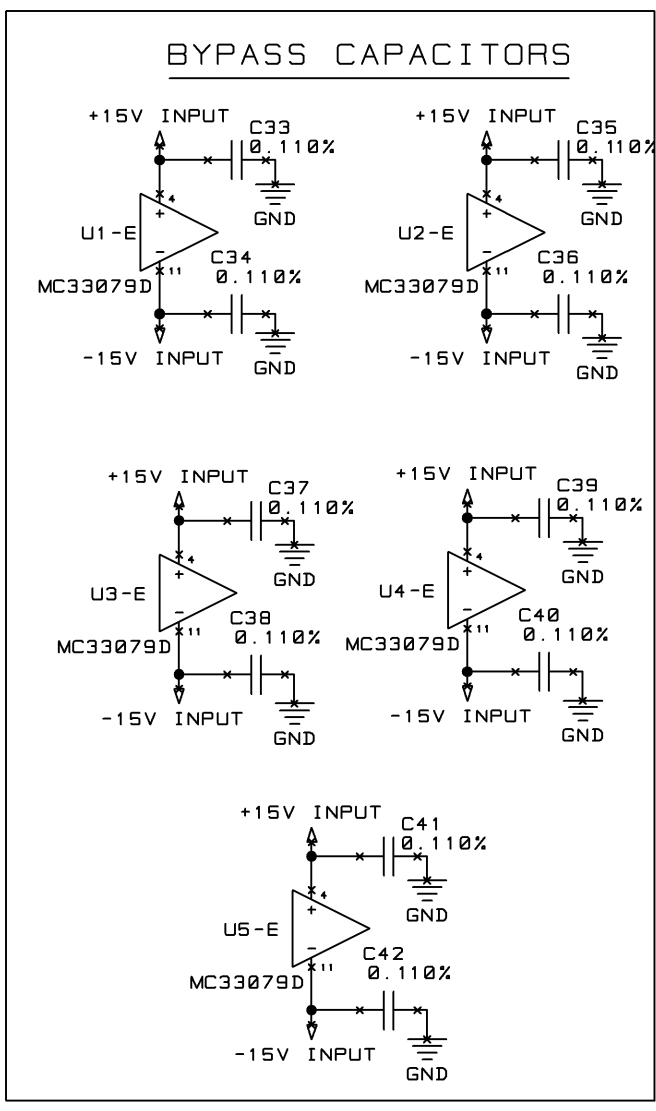 BYPASS CAPACITORS
+15V INPUT
C33
0.110%
4
+
U1-E
-
GND
C34
0.110%
11
MC33079D
-15V INPUT
GND
+15V INPUT
C35
0.110%
4
+
U2-E
-
GND
C36
0.110%
11
MC33079D
-15V INPUT
GND
+15V INPUT
C37
0.110%
4
+
U3-E
-
GND
C38
0.110%
11
MC33079D
-15V INPUT
GND
+15V INPUT
C39
0.110%
4
+
U4-E
-
GND
C40
0.110%
11
MC33079D
-15V INPUT
GND
+15V INPUT
C41
0.110%
4
+
U5-E
-
GND
C42
0.110%
11
MC33079D
-15V INPUT
GND